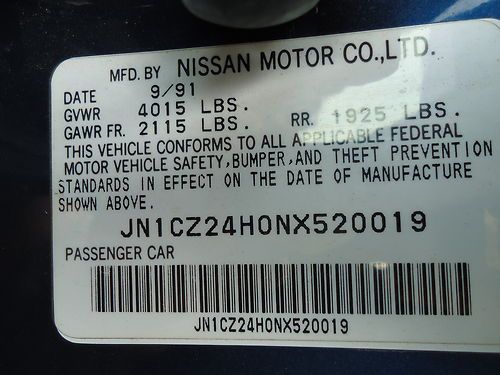 MFD. BY NISSAN MOTOR CO.,LTD.
DATE 9/91
GVWR 4015 LBS.
GAWR FR. 2115 LBS. RR. 1925 LBS.
THIS VEHICLE CONFORMS TO ALL APPLICABLE FEDERAL
MOTOR VEHICLE SAFETY,BUMPER,AND THEFT PREVENTION
STANDARDS IN EFFECT ON THE DATE OF MANUFACTURE
SHOWN ABOVE.
JN1CZ24H0NX520019
PASSENGER CAR
JN1CZ24H0NX520019